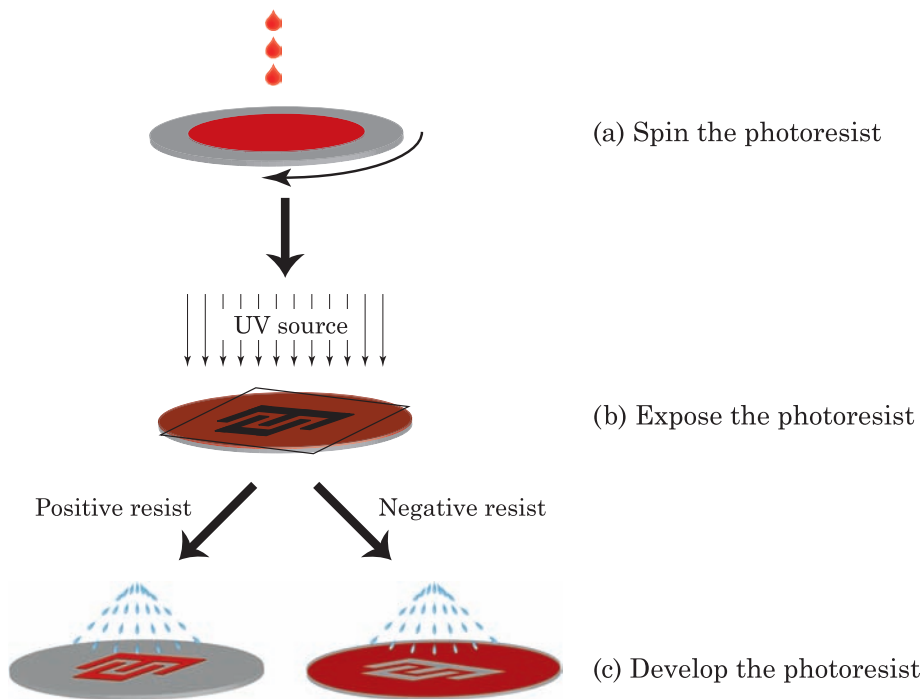 (a) Spin the photoresist
UV source
(b) Expose the photoresist
Positive resist
Negative resist
(c) Develop the photoresist